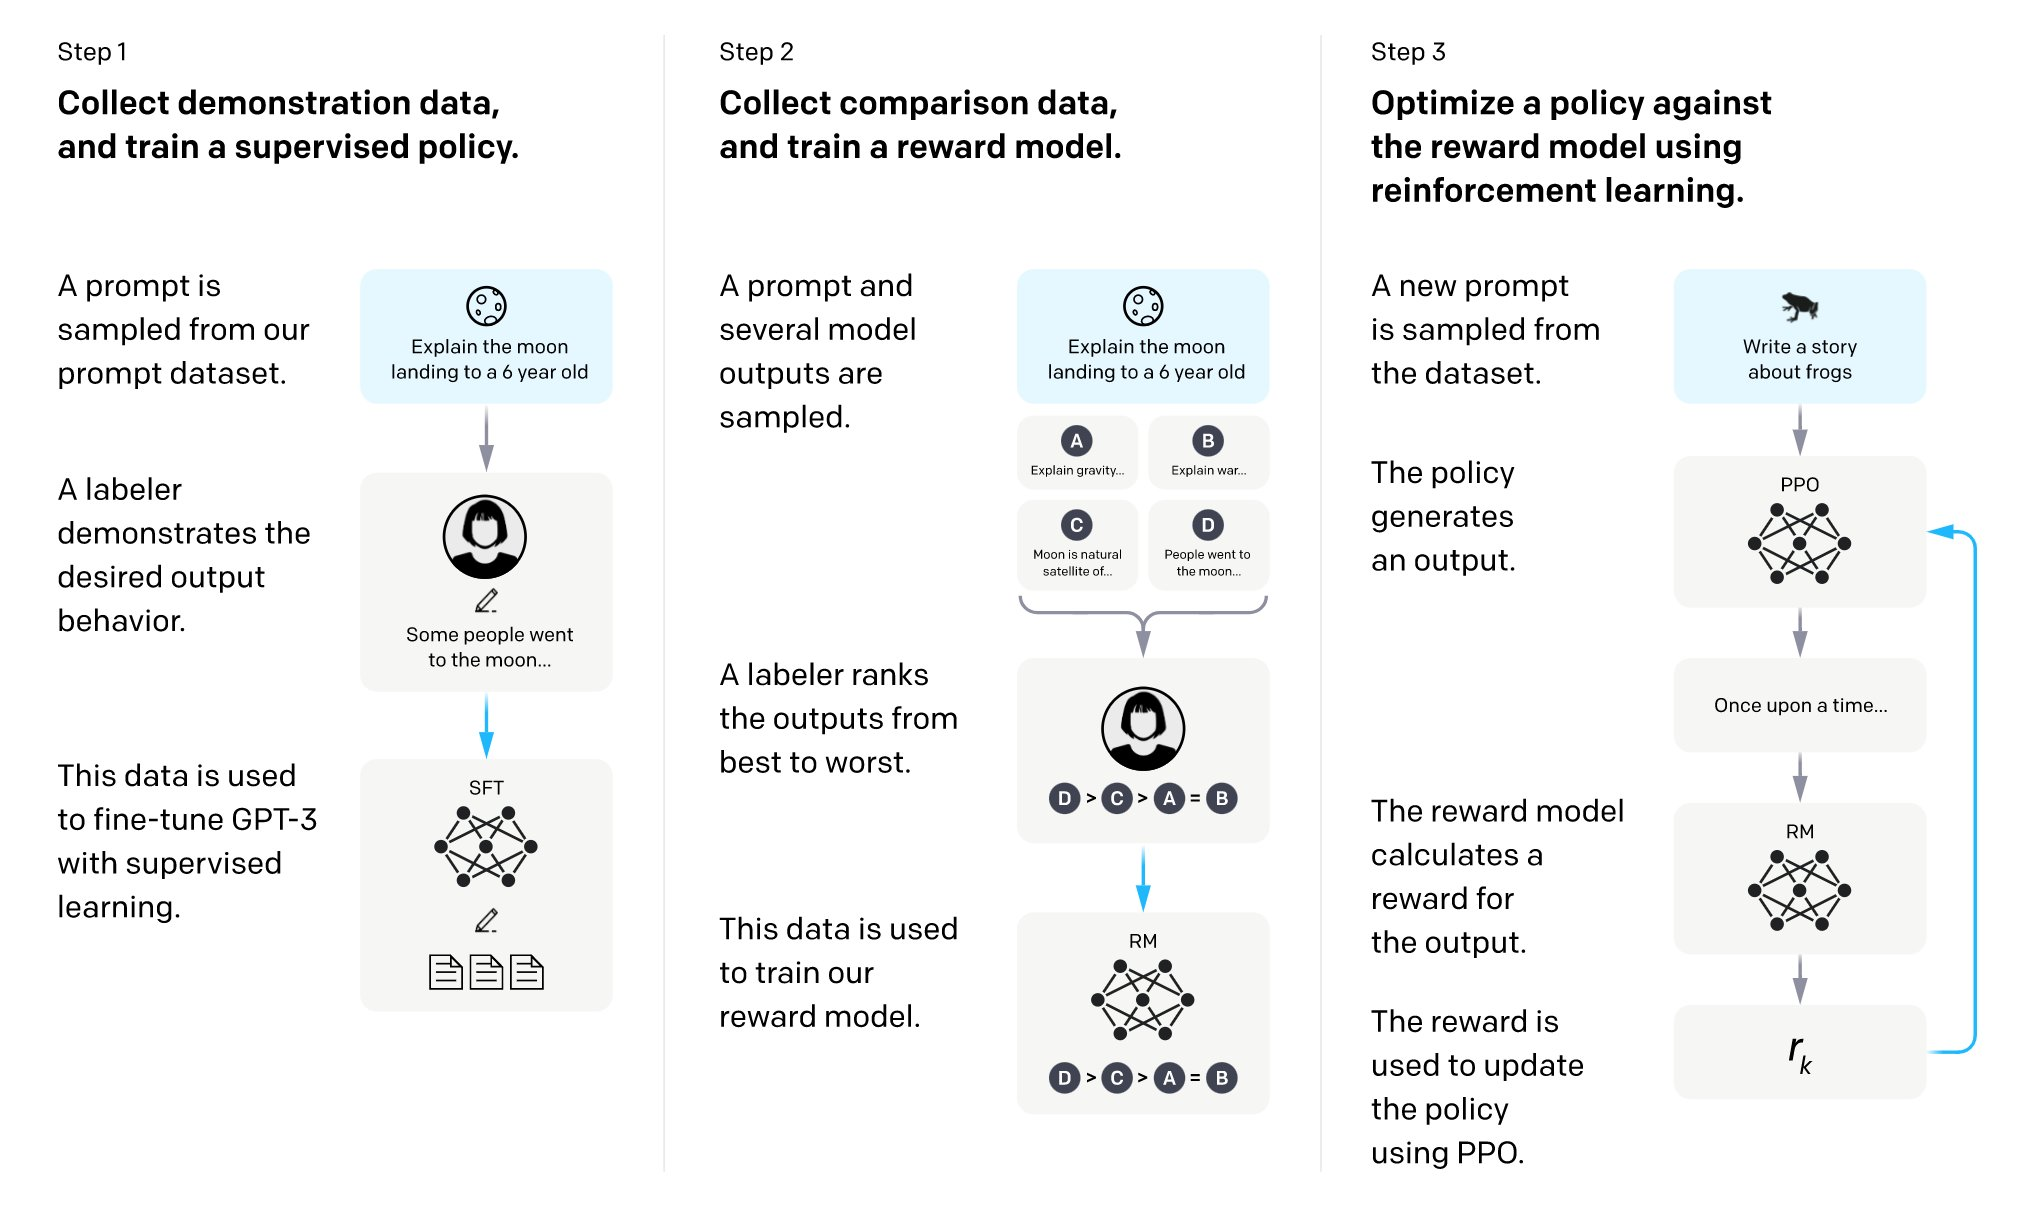 Step 1
Collect demonstration data,
and train a supervised policy.
A prompt is
sampled from our
prompt dataset.
Explain the moon
landing to a 6 year old
A labeler
demonstrates the
desired output
behavior.
Some people went
to the moon...
This data is used
to fine-tune GPT-3
with supervised
learning.
SFT
Step 2
Collect comparison data,
and train a reward model.
A prompt and
several model
outputs are
sampled.
Explain the moon
landing to a 6 year old
A
Explain gravity...
B
Explain war...
C
Moon is natural
satellite of...
D
People went to
the moon...
A labeler ranks
the outputs from
best to worst.
D > C > A = B
This data is used
to train our
reward model.
RM
D > C > A = B
Step 3
Optimize a policy against
the reward model using
reinforcement learning.
A new prompt
is sampled from
the dataset.
Write a story
about frogs
The policy
generates
an output.
PPO
Once upon a time...
The reward model
calculates a
reward for
the output.
RM
The reward is
used to update
the policy
using PPO.
rk